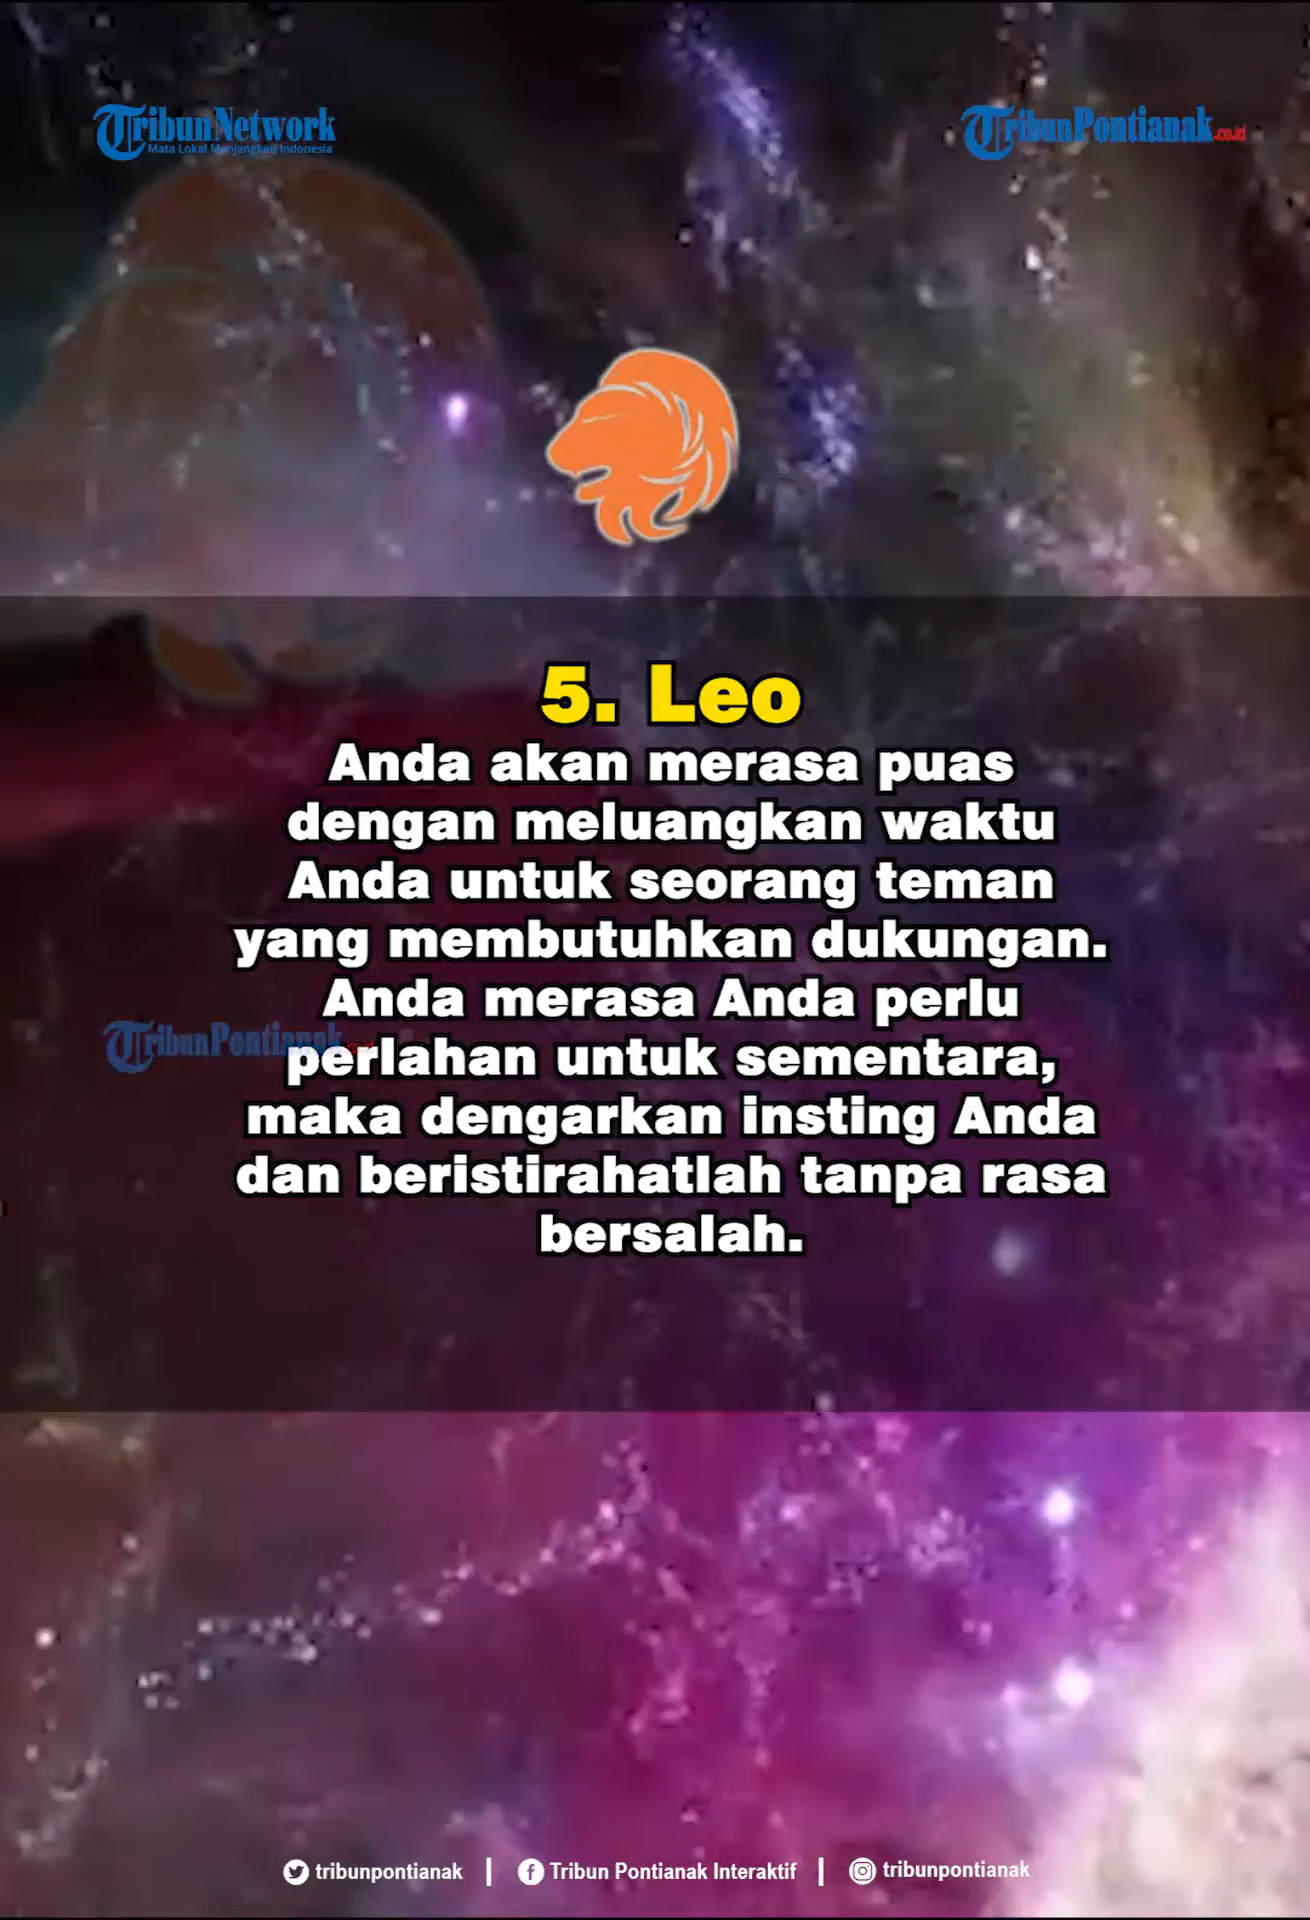 TribunNetwork
Mata Lokal Menjangkau Indonesia
TribunPontianak.co.id
5. Leo
Anda akan merasa puas
dengan meluangkan waktu
Anda untuk seorang teman
yang membutuhkan dukungan.
Anda merasa Anda perlu
TribunPontianak
perlahan untuk sementara,
maka dengarkan insting Anda
dan beristirahatlah tanpa rasa
bersalah.
tribunpontianak | Tribun Pontianak Interaktif | tribunpontianak